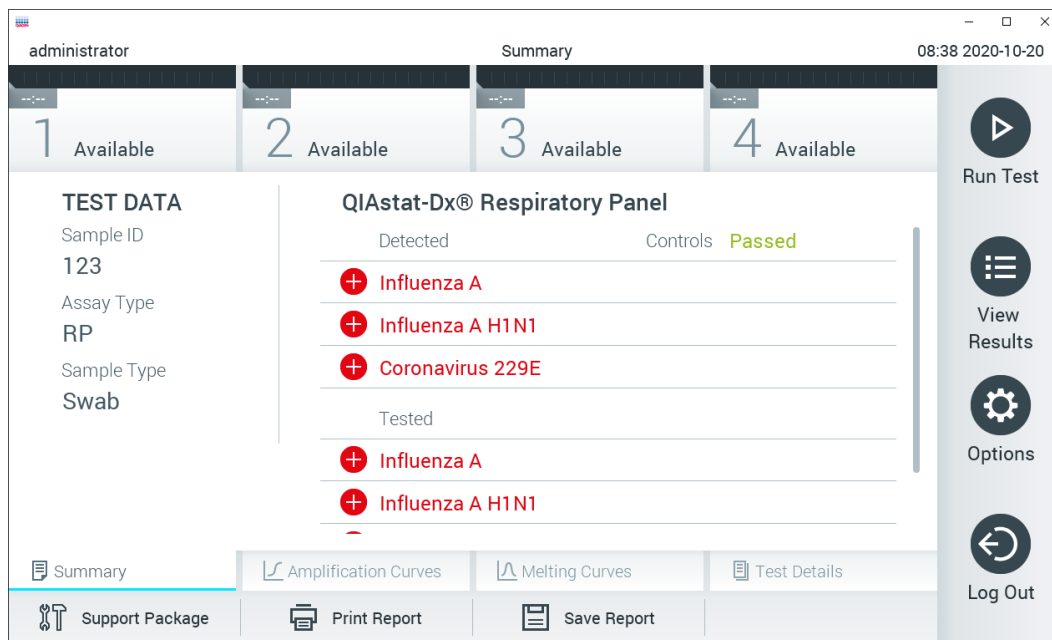 administrator
Summary
08:38 2020-10-20
--:--
1 Available
--:--
2 Available
--:--
3 Available
--:--
4 Available
Run Test
View
Results
Options
Log Out
TEST DATA
Sample ID
123
Assay Type
RP
Sample Type
Swab
QIAstat-Dx® Respiratory Panel
Detected
Controls Passed
Influenza A
Influenza A H1N1
Coronavirus 229E
Tested
Influenza A
Influenza A H1N1
Summary
Amplification Curves
Melting Curves
Test Details
Support Package
Print Report
Save Report